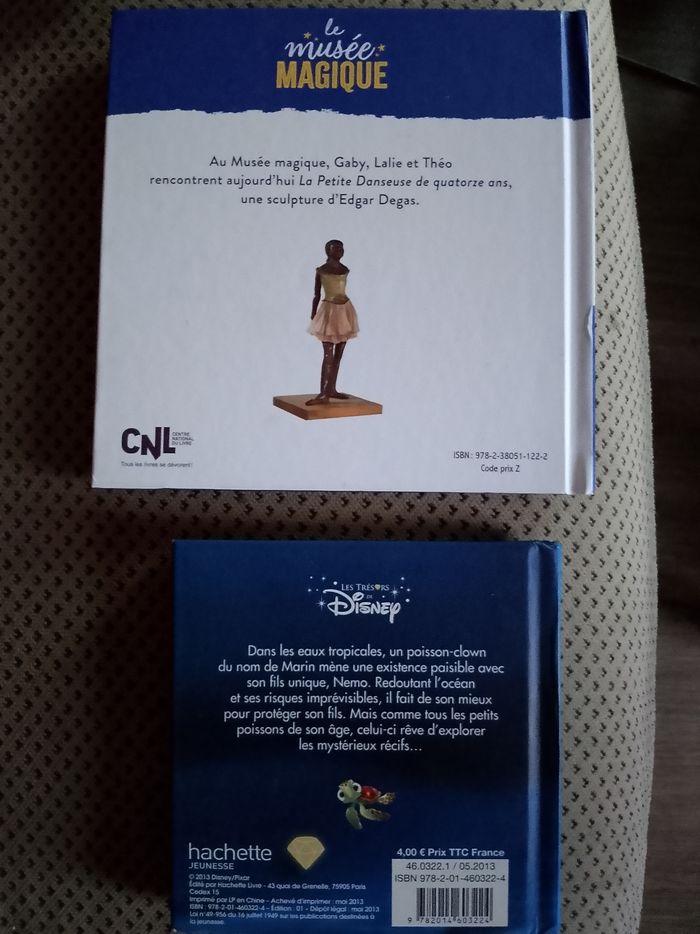 le
musée
MAGIQUE
Au Musée magique, Gaby, Lalie et Théo
rencontrent aujourd'hui La Petite Danseuse de quatorze ans,
une sculpture d'Edgar Degas.
CNL CENTRE
NATIONAL
DU LIVRE
Tous les livres se dévorent!
ISBN: 978-2-38051-122-2
Code prix Z
LES TRÉSORS
DE
Disney
Dans les eaux tropicales, un poisson-clown
du nom de Marin mène une existence paisible avec
son fils unique, Nemo. Redoutant l'océan
et ses risques imprévisibles, il fait de son mieux
pour protéger son fils. Mais comme tous les petits
poissons de son âge, celui-ci rêve d'explorer
les mystérieux récifs...
hachette
JEUNESSE
© 2013 Disney/Pixar
Édité par Hachette Livre - 43 quai de Grenelle, 75905 Paris
Cedex 15
Imprimé par LP en Chine - Achevé d'imprimer : mai 2013
ISBN : 978-2-01-460322-4 - Édition : 01 - Dépôt légal : mai 2013
Loi n°49-956 du 16 juillet 1949 sur les publications destinées à
la jeunesse.
4,00 € Prix TTC France
46.0322.1 / 05.2013
ISBN 978-2-01-460322-4
9 782014 603224